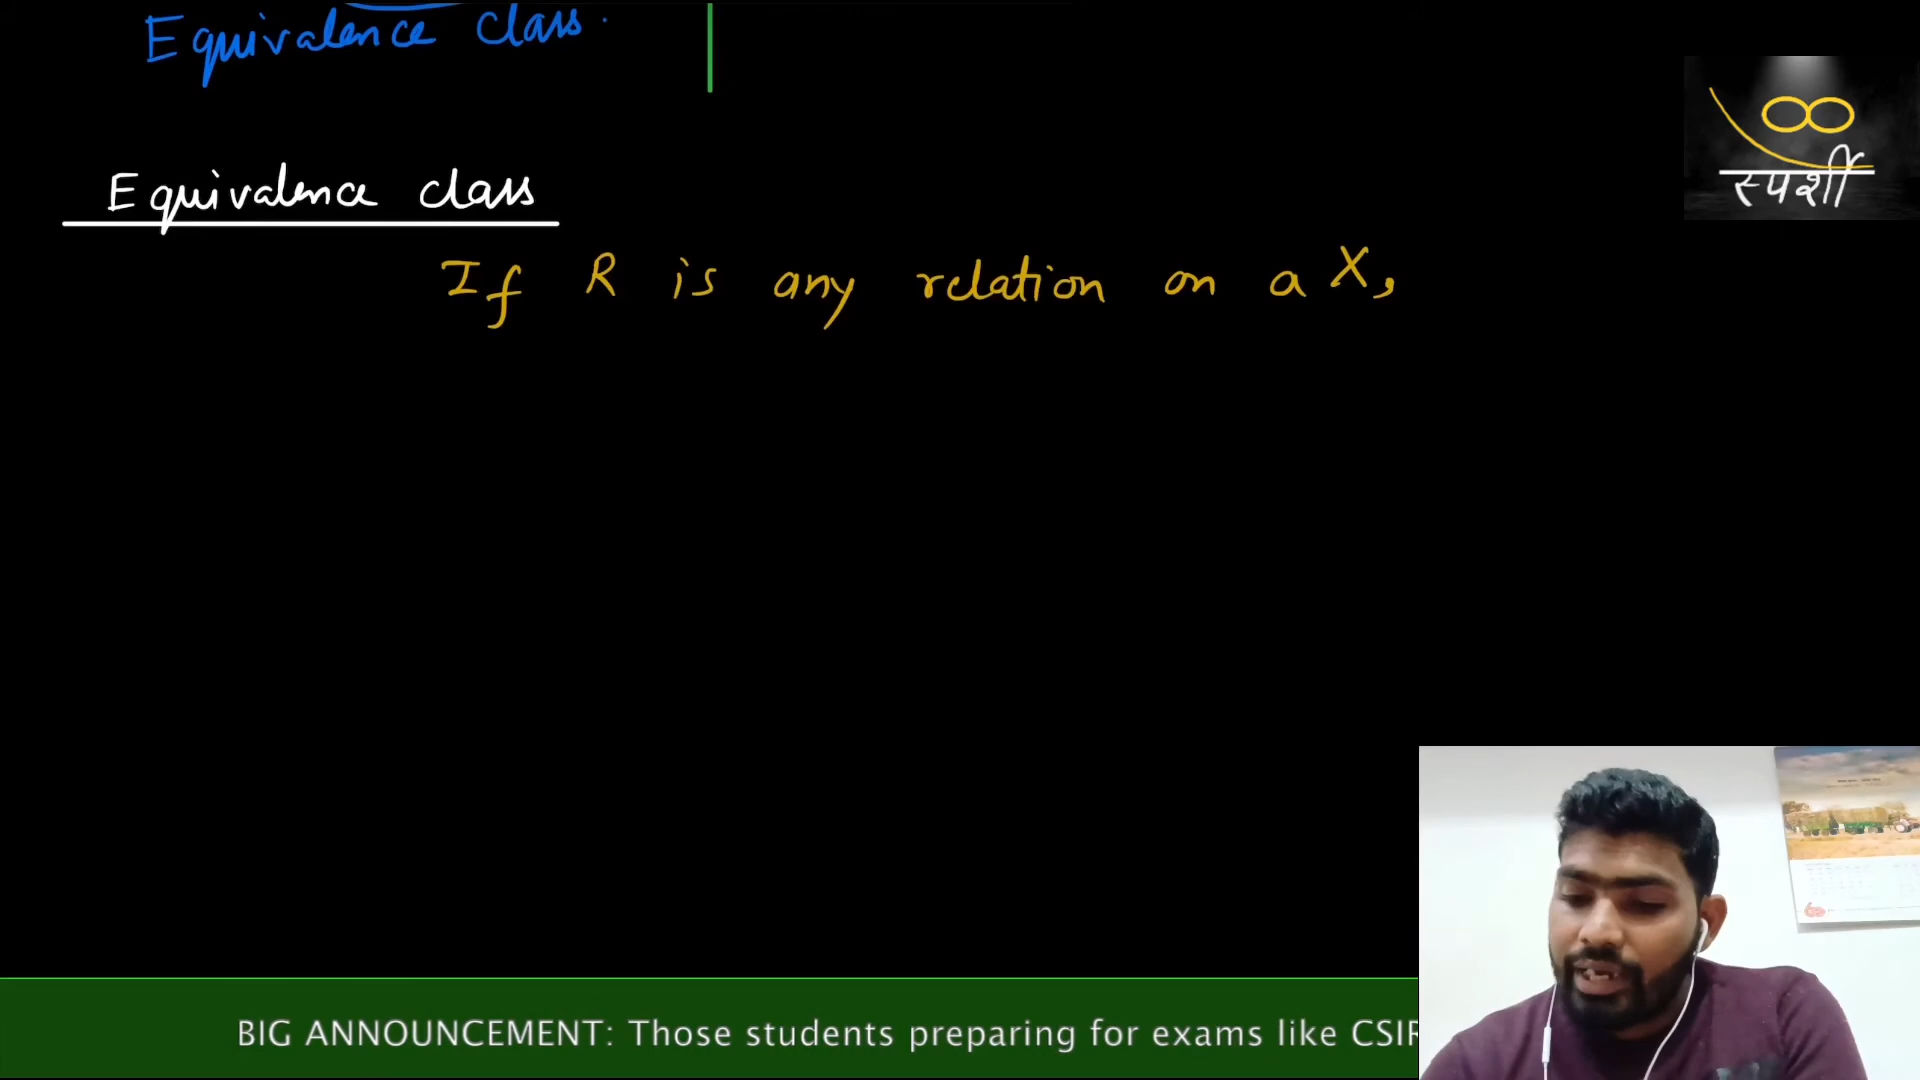 Equivalence class.
Equivalence class
If R is any relation on a X,
स्पर्शी
BIG ANNOUNCEMENT: Those students preparing for exams like CSIR